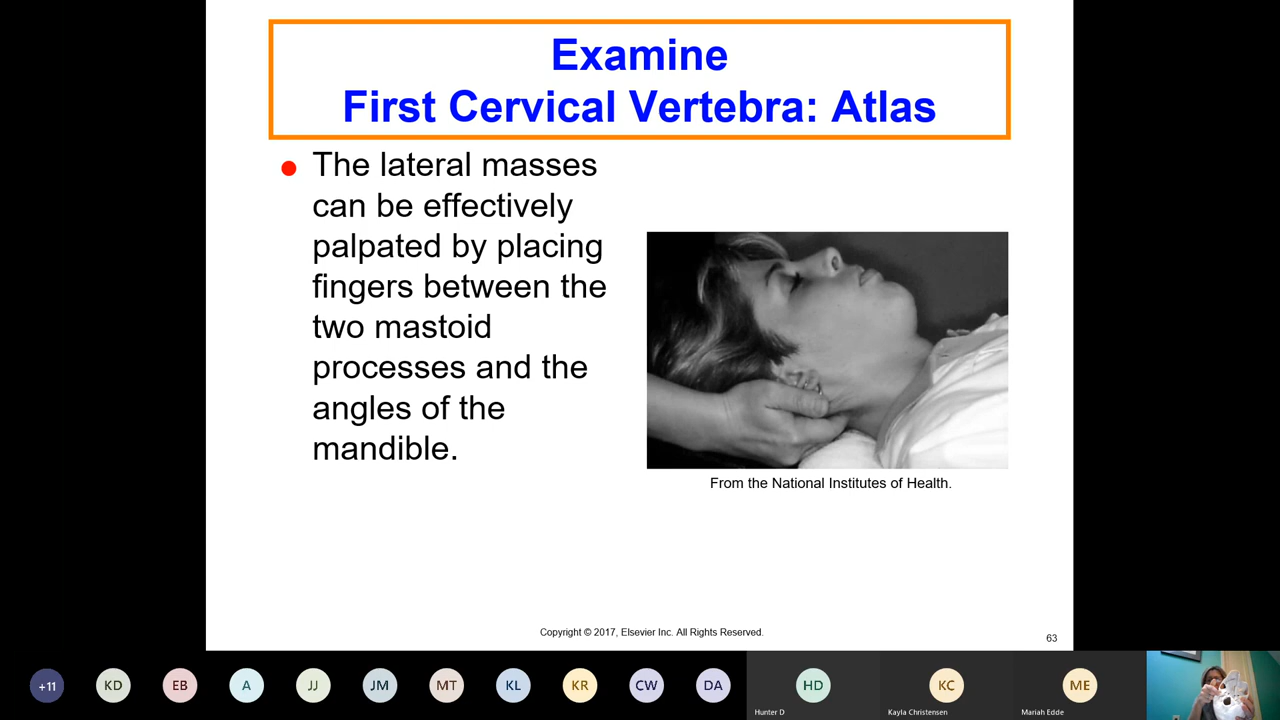 Examine
First Cervical Vertebra: Atlas
The lateral masses
can be effectively
palpated by placing
fingers between the
two mastoid
processes and the
angles of the
mandible.
From the National Institutes of Health.
Copyright © 2017, Elsevier Inc. All Rights Reserved.
63
+11 KD EB A JJ JM MT KL KR CW DA HD KC ME
Hunter D Kayla Christensen Mariah Edde